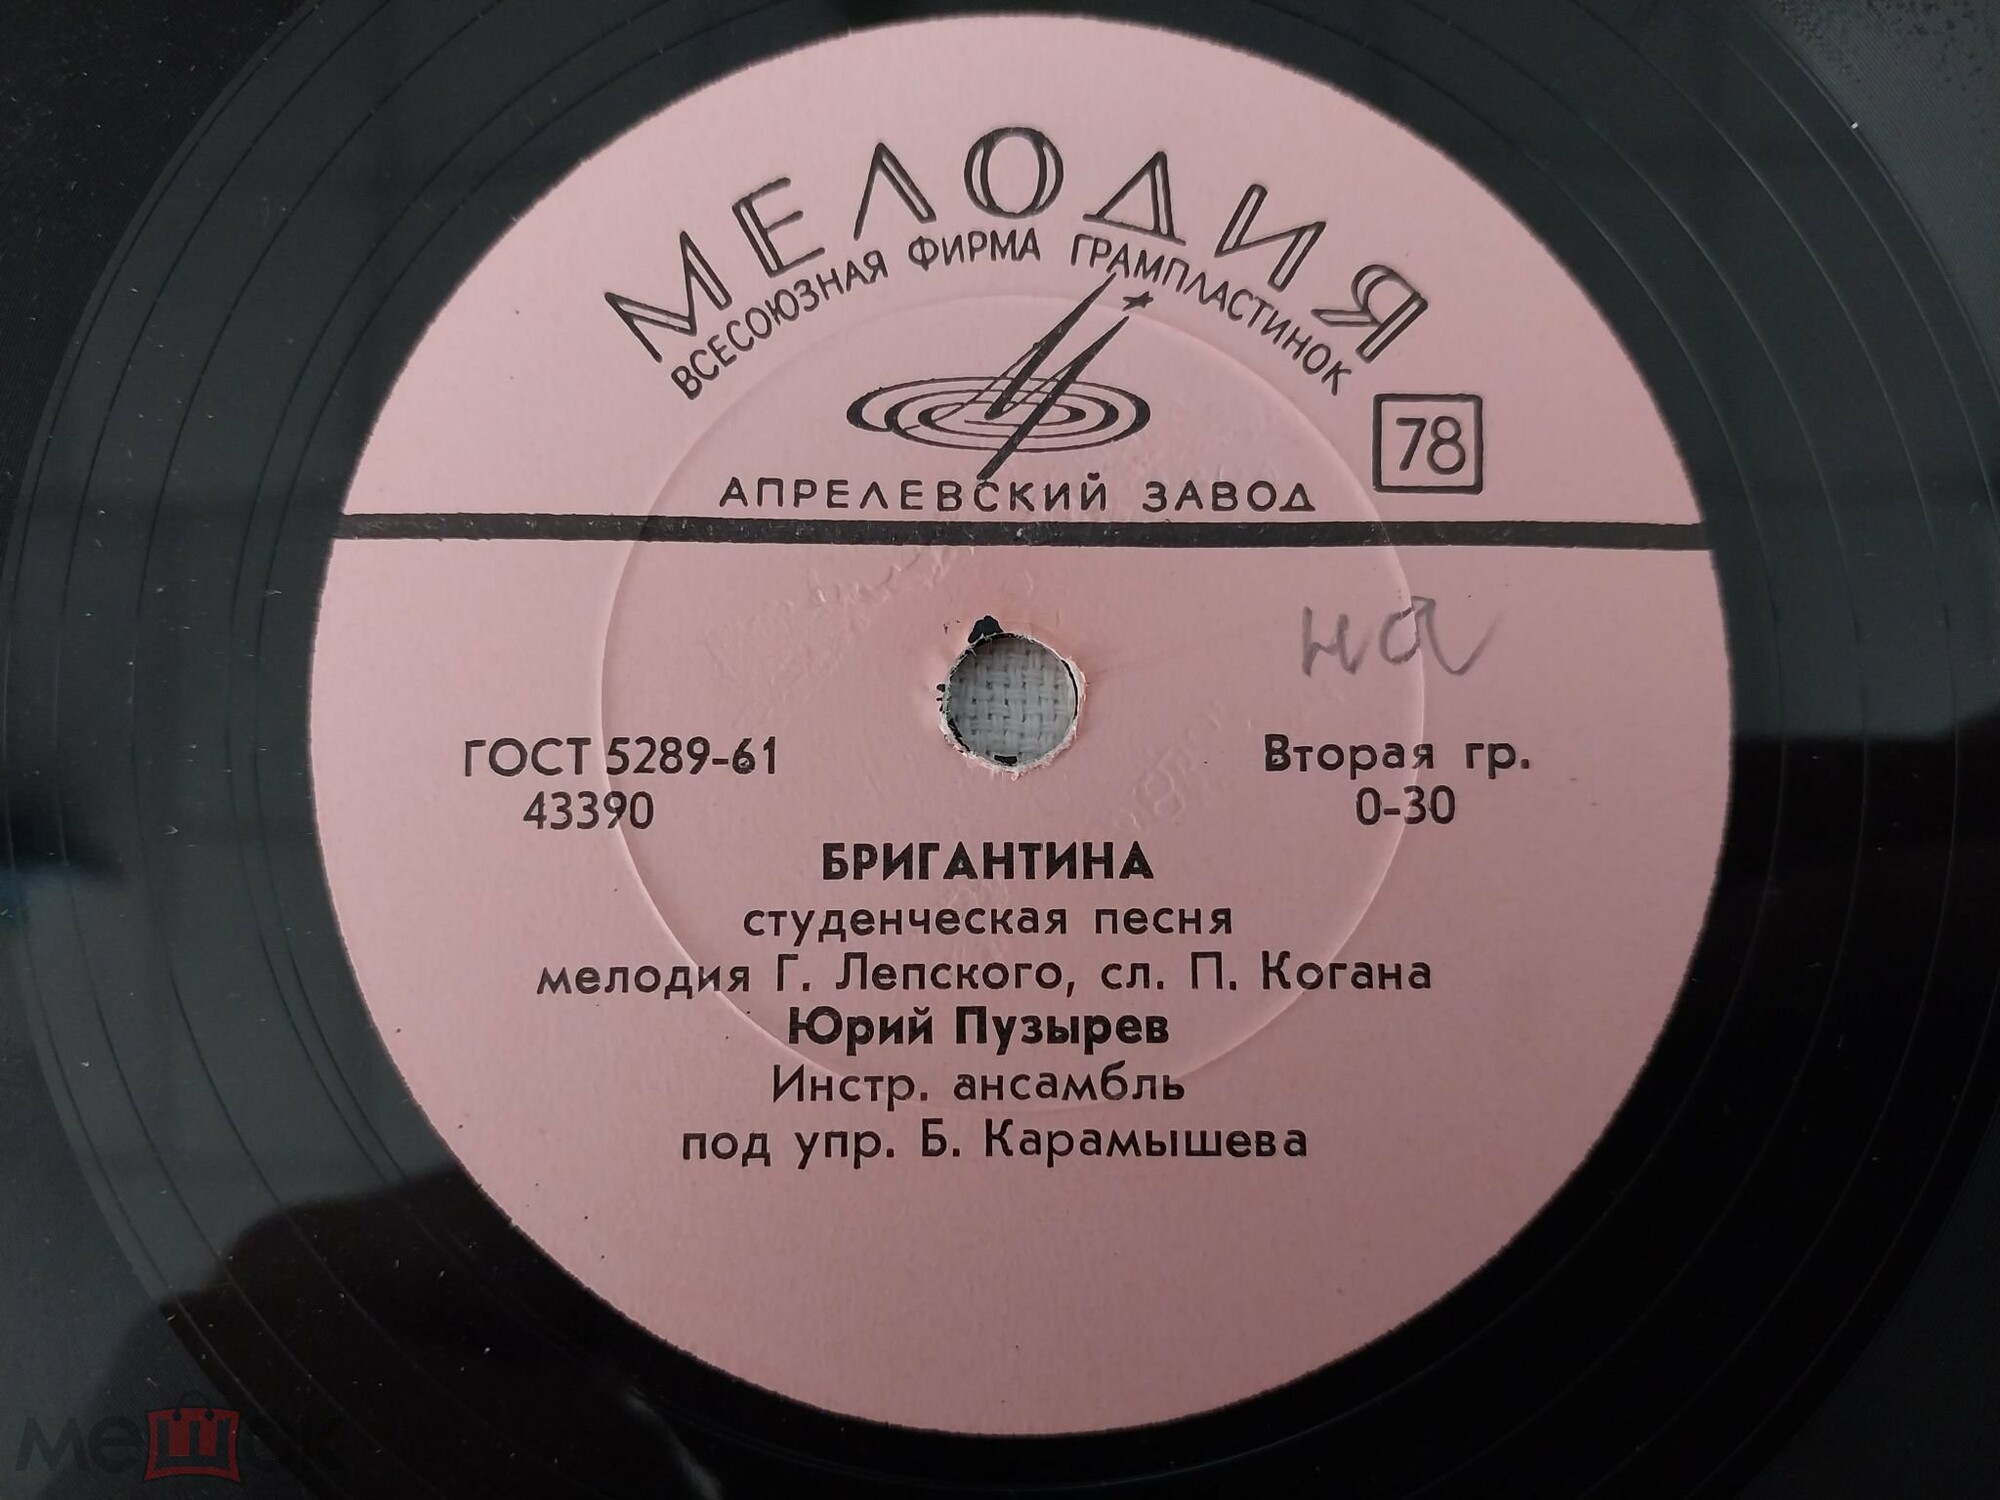 МЕЛОДИЯ
ВСЕСОЮЗНАЯ ФИРМА ГРАМПЛАСТИНОК
78
АПРЕЛЕВСКИЙ ЗАВОД
на
ГОСТ 5289-61
43390
Вторая гр.
0-30
БРИГАНТИНА
студенческая песня
мелодия Г. Лепского, сл. П. Когана
Юрий Пузырев
Инстр. ансамбль
под упр. Б. Карамышева
мешок